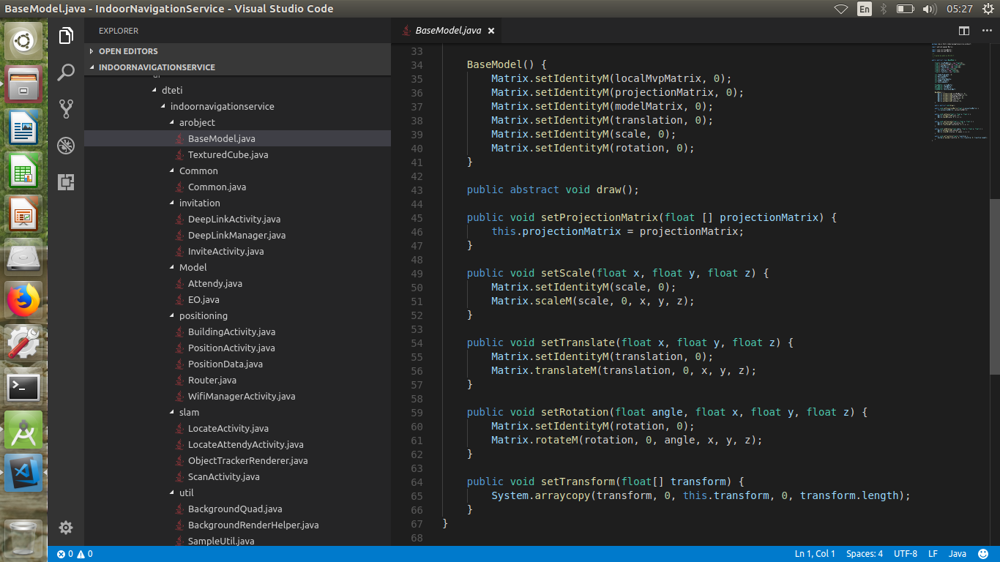 BaseModel.java - IndoorNavigationService - Visual Studio Code
En
05:27
EXPLORER
OPEN EDITORS
INDOORNAVIGATIONSERVICE
dteti
indoornavigationservice
arobject
BaseModel.java
TexturedCube.java
Common
Common.java
invitation
DeepLinkActivity.java
DeepLinkManager.java
InviteActivity.java
Model
Attendy.java
EO.java
positioning
BuildingActivity.java
PositionActivity.java
PositionData.java
Router.java
WifiManagerActivity.java
slam
LocateActivity.java
LocateAttendyActivity.java
ObjectTrackerRenderer.java
ScanActivity.java
util
BackgroundQuad.java
BackgroundRenderHelper.java
SampleUtil.java
BaseModel.java ×
33
34 BaseModel() {
35 Matrix.setIdentityM(localMvpMatrix, 0);
36 Matrix.setIdentityM(projectionMatrix, 0);
37 Matrix.setIdentityM(modelMatrix, 0);
38 Matrix.setIdentityM(translation, 0);
39 Matrix.setIdentityM(scale, 0);
40 Matrix.setIdentityM(rotation, 0);
41 }
42
43 public abstract void draw();
44
45 public void setProjectionMatrix(float [] projectionMatrix) {
46 this.projectionMatrix = projectionMatrix;
47 }
48
49 public void setScale(float x, float y, float z) {
50 Matrix.setIdentityM(scale, 0);
51 Matrix.scaleM(scale, 0, x, y, z);
52 }
53
54 public void setTranslate(float x, float y, float z) {
55 Matrix.setIdentityM(translation, 0);
56 Matrix.translateM(translation, 0, x, y, z);
57 }
58
59 public void setRotation(float angle, float x, float y, float z) {
60 Matrix.setIdentityM(rotation, 0);
61 Matrix.rotateM(rotation, 0, angle, x, y, z);
62 }
63
64 public void setTransform(float[] transform) {
65 System.arraycopy(transform, 0, this.transform, 0, transform.length);
66 }
67 }
68
0 0
Ln 1, Col 1 Spaces: 4 UTF-8 LF Java